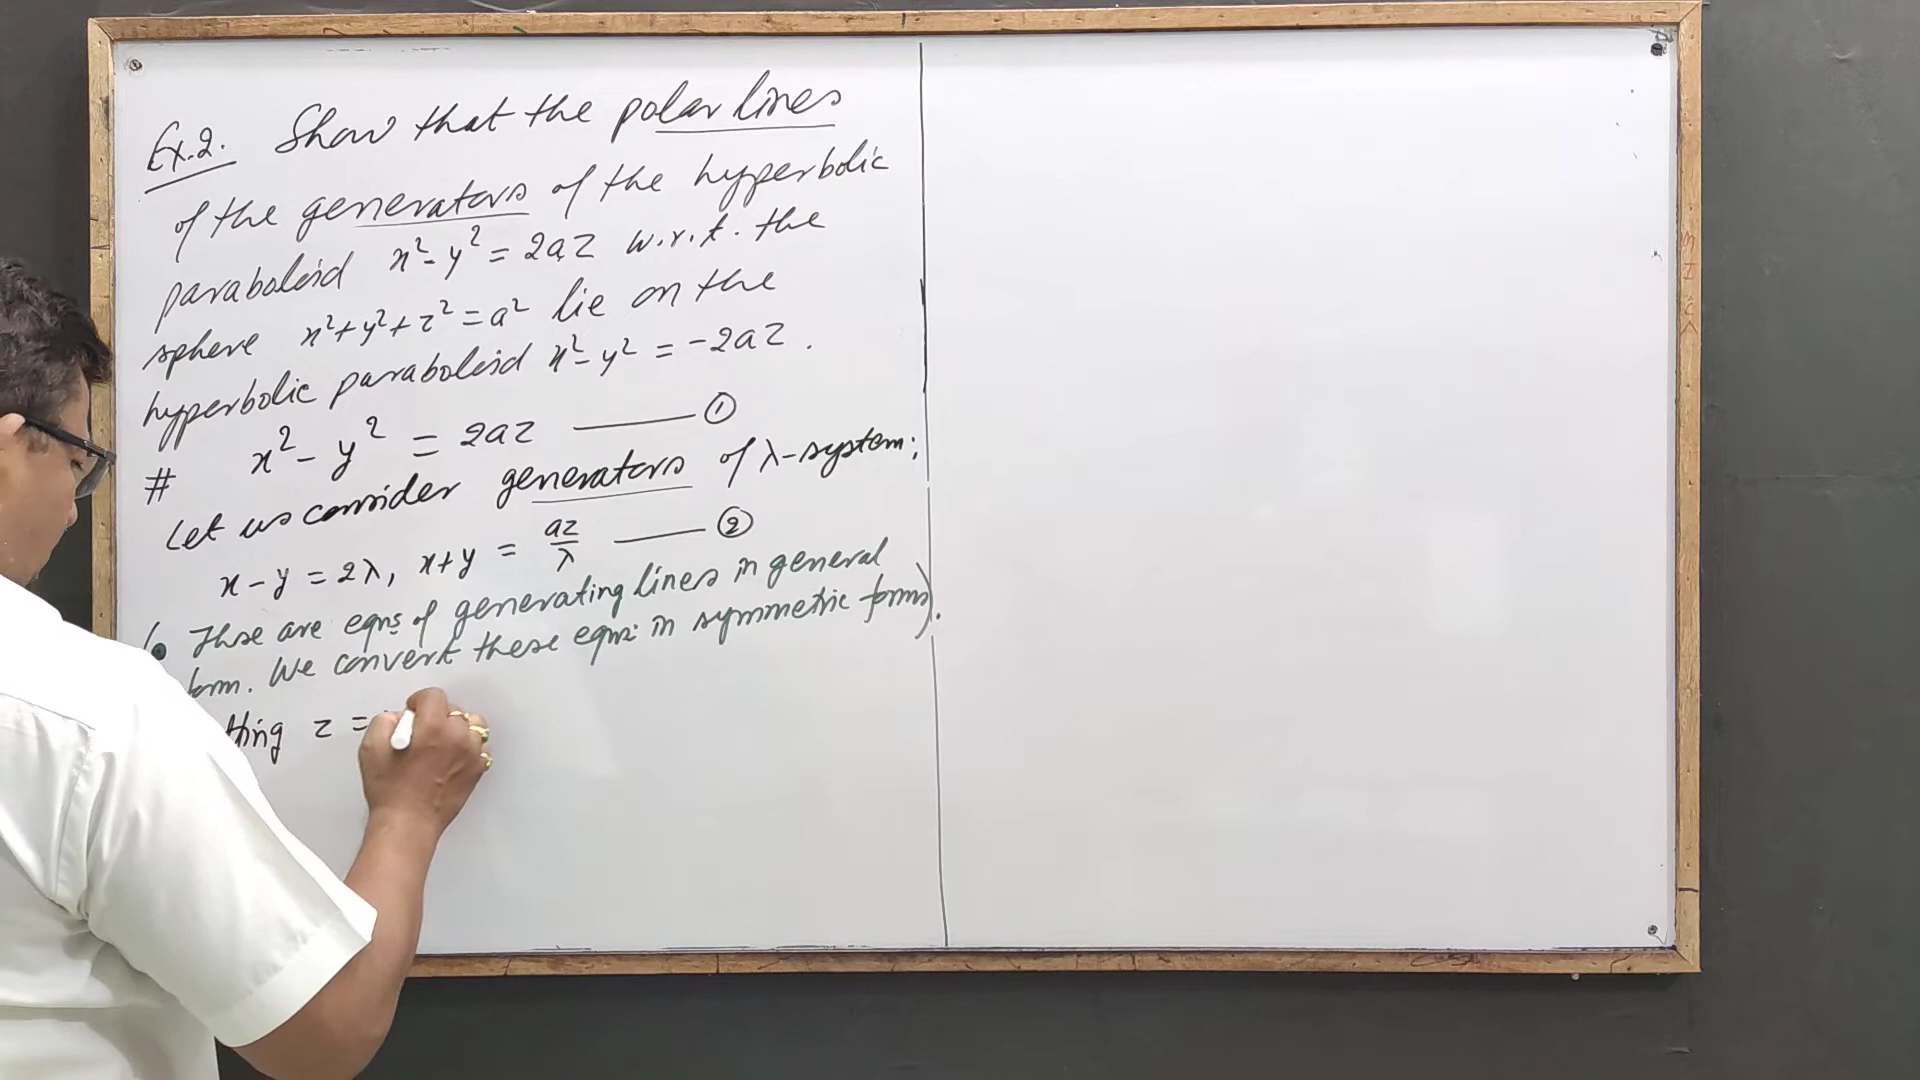 Ex.2. Show that the polar lines
of the generators of the hyperbolic
paraboloid x² - y² = 2az w.r.t. the
sphere x² + y² + z² = a² lie on the
hyperbolic paraboloid x² - y² = -2az.
# x² - y² = 2az ——— ①
Let us consider generators of λ-system;
x - y = 2λ, x + y = az/λ ——— ②
(• These are eqns of generating lines in general
form. We convert these eqns in symmetric forms).
z =